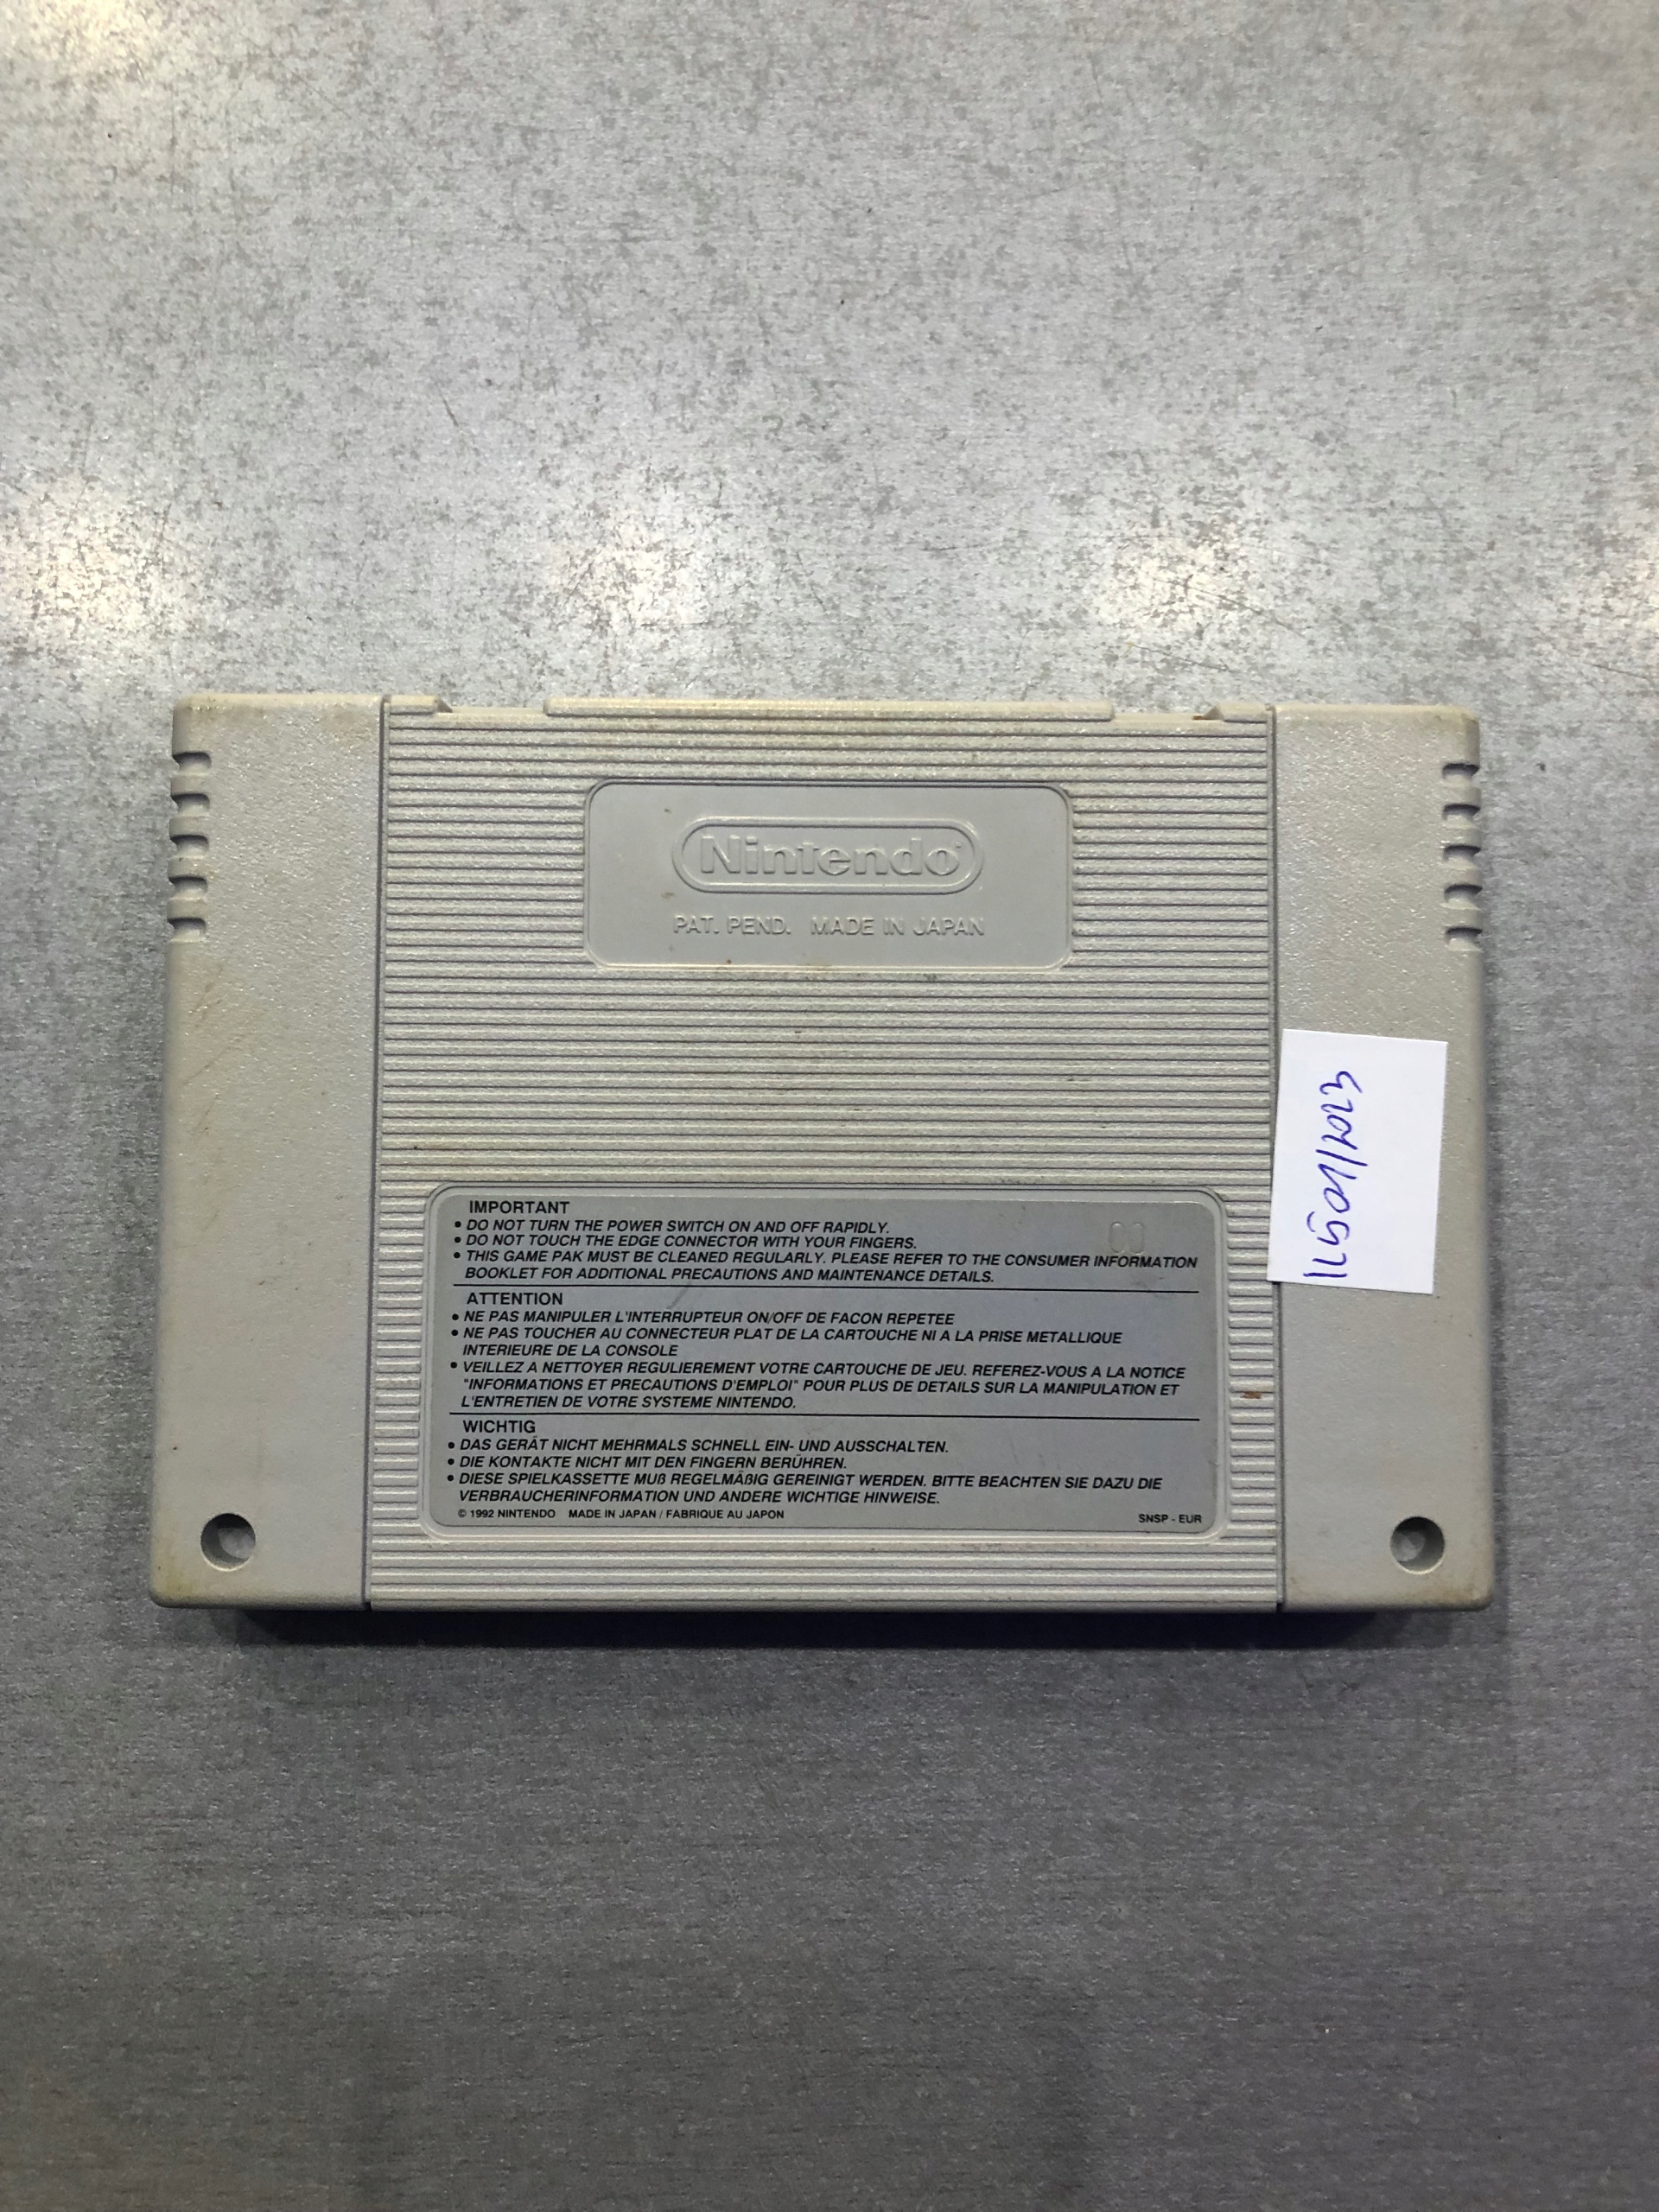 Nintendo
PAT. PEND. MADE IN JAPAN
IMPORTANT
• DO NOT TURN THE POWER SWITCH ON AND OFF RAPIDLY.
• DO NOT TOUCH THE EDGE CONNECTOR WITH YOUR FINGERS.
• THIS GAME PAK MUST BE CLEANED REGULARLY. PLEASE REFER TO THE CONSUMER INFORMATION
BOOKLET FOR ADDITIONAL PRECAUTIONS AND MAINTENANCE DETAILS.
ATTENTION
• NE PAS MANIPULER L'INTERRUPTEUR ON/OFF DE FACON REPETEE
• NE PAS TOUCHER AU CONNECTEUR PLAT DE LA CARTOUCHE NI A LA PRISE METALLIQUE
INTERIEURE DE LA CONSOLE
• VEILLEZ A NETTOYER REGULIEREMENT VOTRE CARTOUCHE DE JEU. REFEREZ-VOUS A LA NOTICE
"INFORMATIONS ET PRECAUTIONS D'EMPLOI" POUR PLUS DE DETAILS SUR LA MANIPULATION ET
L'ENTRETIEN DE VOTRE SYSTEME NINTENDO.
WICHTIG
• DAS GERÄT NICHT MEHRMALS SCHNELL EIN- UND AUSSCHALTEN.
• DIE KONTAKTE NICHT MIT DEN FINGERN BERÜHREN.
• DIESE SPIELKASSETTE MUß REGELMÄßIG GEREINIGT WERDEN. BITTE BEACHTEN SIE DAZU DIE
VERBRAUCHERINFORMATION UND ANDERE WICHTIGE HINWEISE.
© 1992 NINTENDO MADE IN JAPAN / FABRIQUE AU JAPON
SNSP - EUR